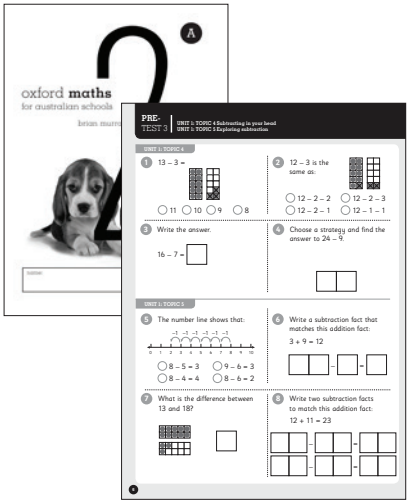 A
2
oxford maths
for australian schools
brian
NAME:
PRE-
TEST 3
UNIT 1: TOPIC 4 Subtracting in your head
UNIT 1: TOPIC 5 Exploring subtraction
UNIT 1: TOPIC 4
1 13 – 3 =
11 10 9 8
2 12 – 3 is the
same as:
12 – 2 – 2 12 – 2 – 3
12 – 2 – 1 12 – 1 – 1
3 Write the answer.
16 – 7 =
4 Choose a strategy and find the
answer to 24 – 9.
UNIT 1: TOPIC 5
5 The number line shows that:
–1 –1 –1 –1 –1 –1
0 1 2 3 4 5 6 7 8 9 10
8 – 5 = 3 9 – 6 = 3
8 – 4 = 4 8 – 6 = 2
6 Write a subtraction fact that
matches this addition fact:
3 + 9 = 12
– =
7 What is the difference between
13 and 18?
8 Write two subtraction facts
to match this addition fact:
12 + 11 = 23
– =
– =